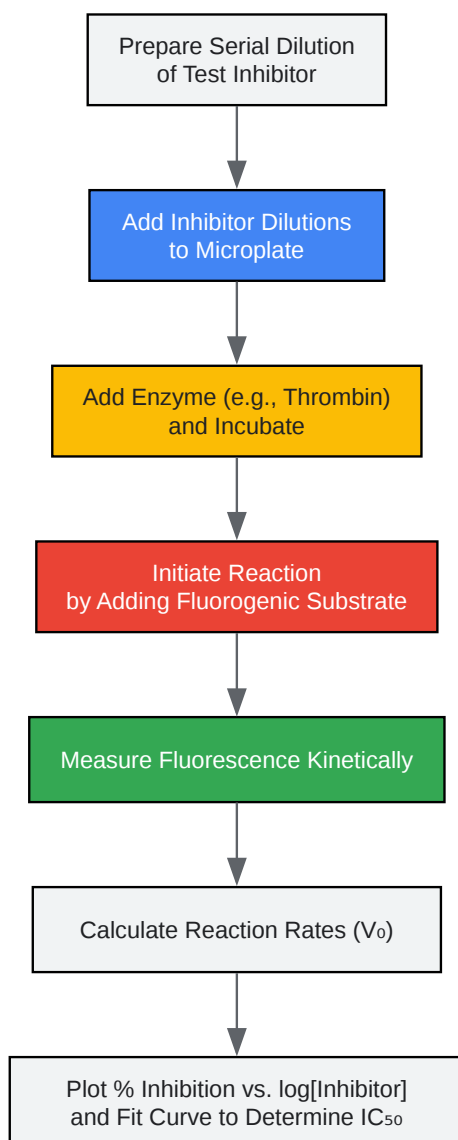 Prepare Serial Dilution
of Test Inhibitor
Add Inhibitor Dilutions
to Microplate
Add Enzyme (e.g., Thrombin)
and Incubate
Initiate Reaction
by Adding Fluorogenic Substrate
Measure Fluorescence Kinetically
Calculate Reaction Rates (V₀)
Plot % Inhibition vs. log[Inhibitor]
and Fit Curve to Determine IC₅₀